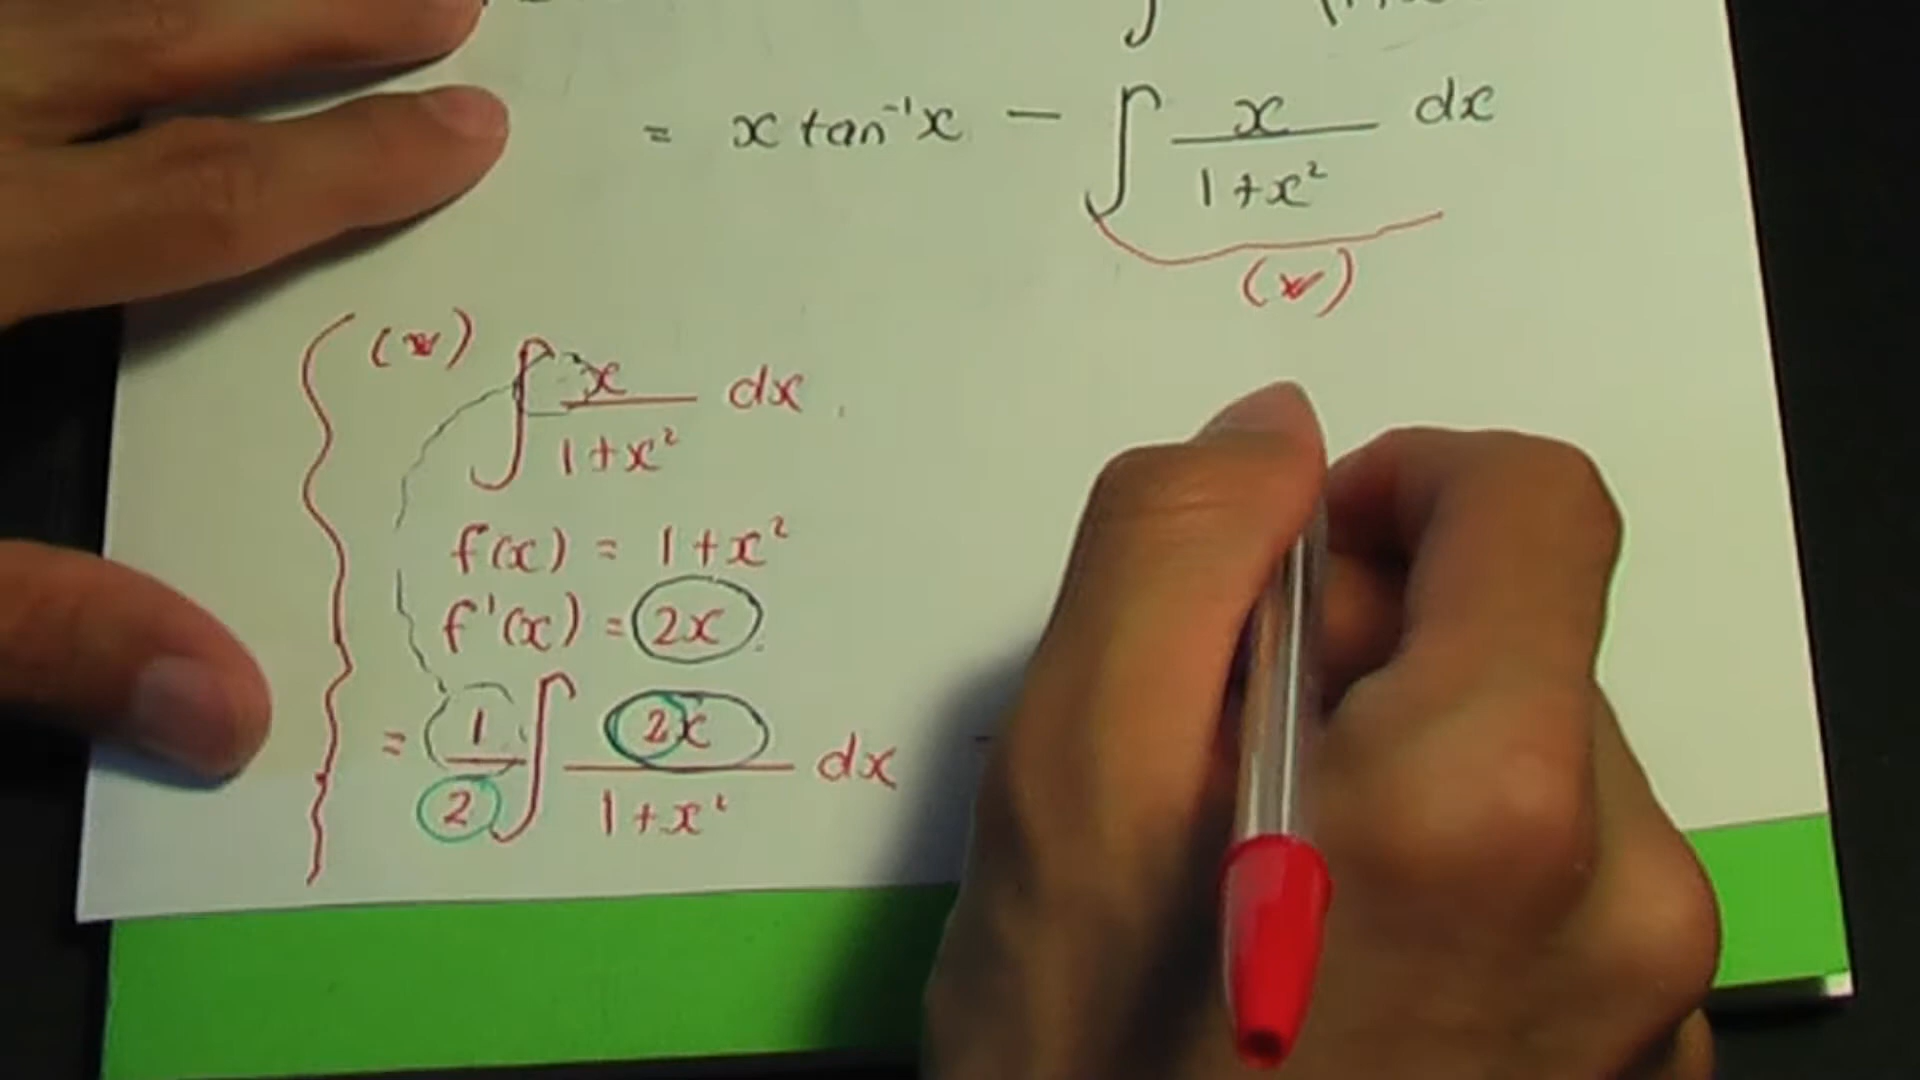 = x tan⁻¹x − ∫ x/(1+x²) dx
(*)
(*) ∫ x/(1+x²) dx
f(x) = 1+x²
f'(x) = 2x
= 1/2 ∫ 2x/(1+x²) dx